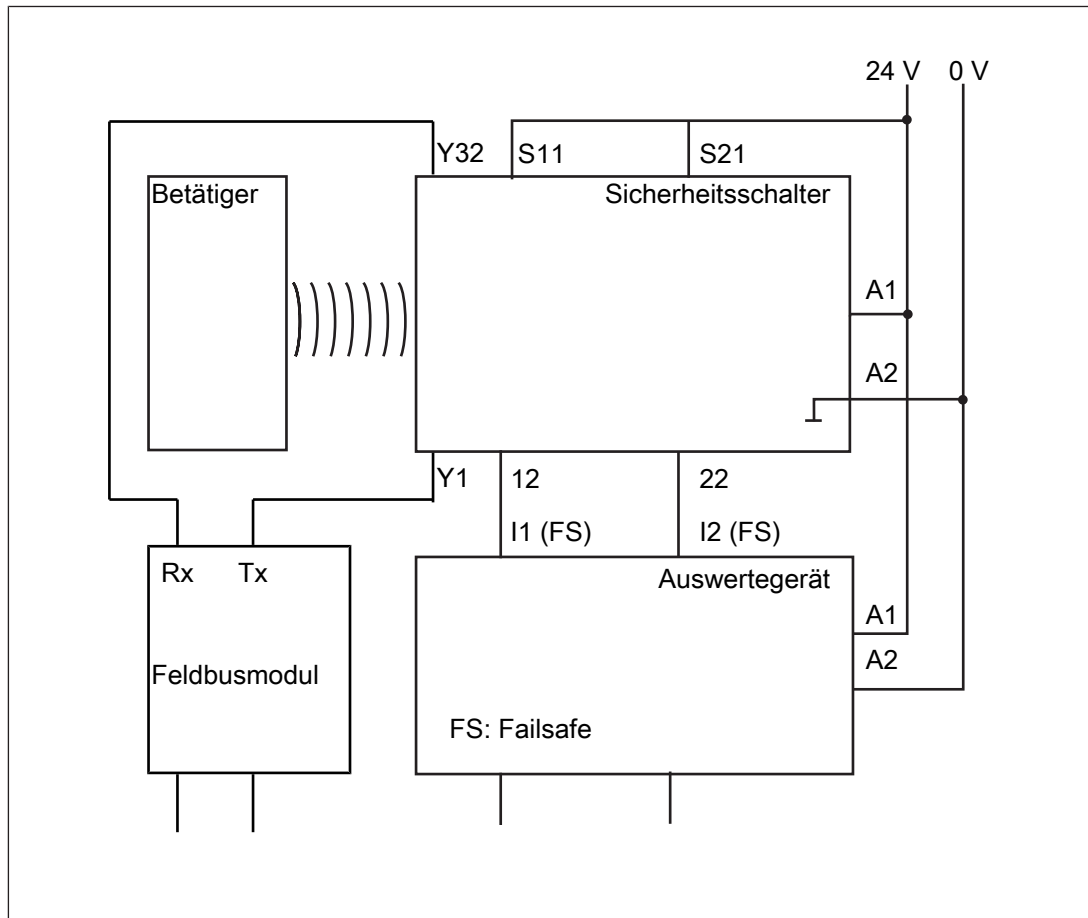 24 V 0 V
Y32 S11 S21
Betätiger Sicherheitsschalter
A1
A2
Y1 12 22
I1 (FS) I2 (FS)
Rx Tx Auswertegerät
A1
A2
Feldbusmodul
FS: Failsafe